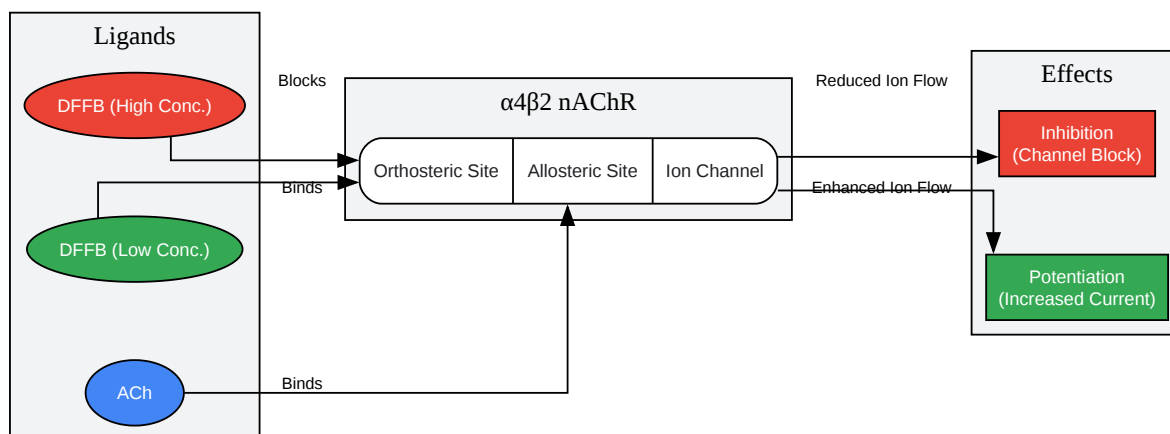 Ligands
DFFB (High Conc.)
DFFB (Low Conc.)
ACh
Blocks
Binds
Binds
α4β2 nAChR
Orthosteric Site
Allosteric Site
Ion Channel
Reduced Ion Flow
Enhanced Ion Flow
Effects
Inhibition
(Channel Block)
Potentiation
(Increased Current)